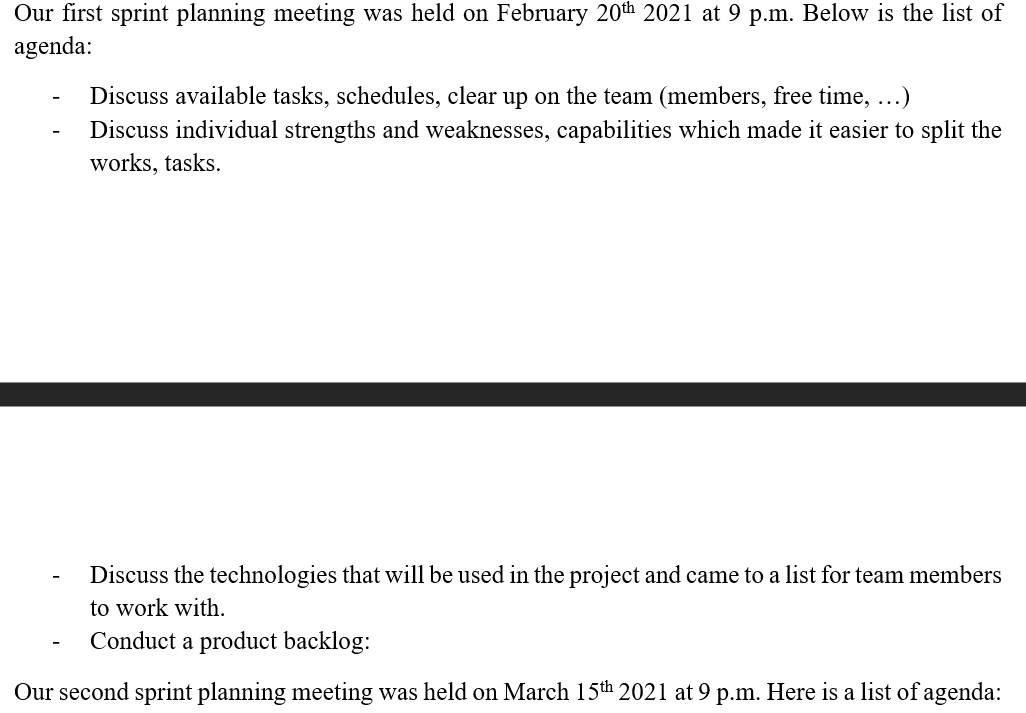 Our first sprint planning meeting was held on February 20th 2021 at 9 p.m. Below is the list of
agenda:
- Discuss available tasks, schedules, clear up on the team (members, free time, …)
- Discuss individual strengths and weaknesses, capabilities which made it easier to split the
works, tasks.
- Discuss the technologies that will be used in the project and came to a list for team members
to work with.
- Conduct a product backlog:
Our second sprint planning meeting was held on March 15th 2021 at 9 p.m. Here is a list of agenda: